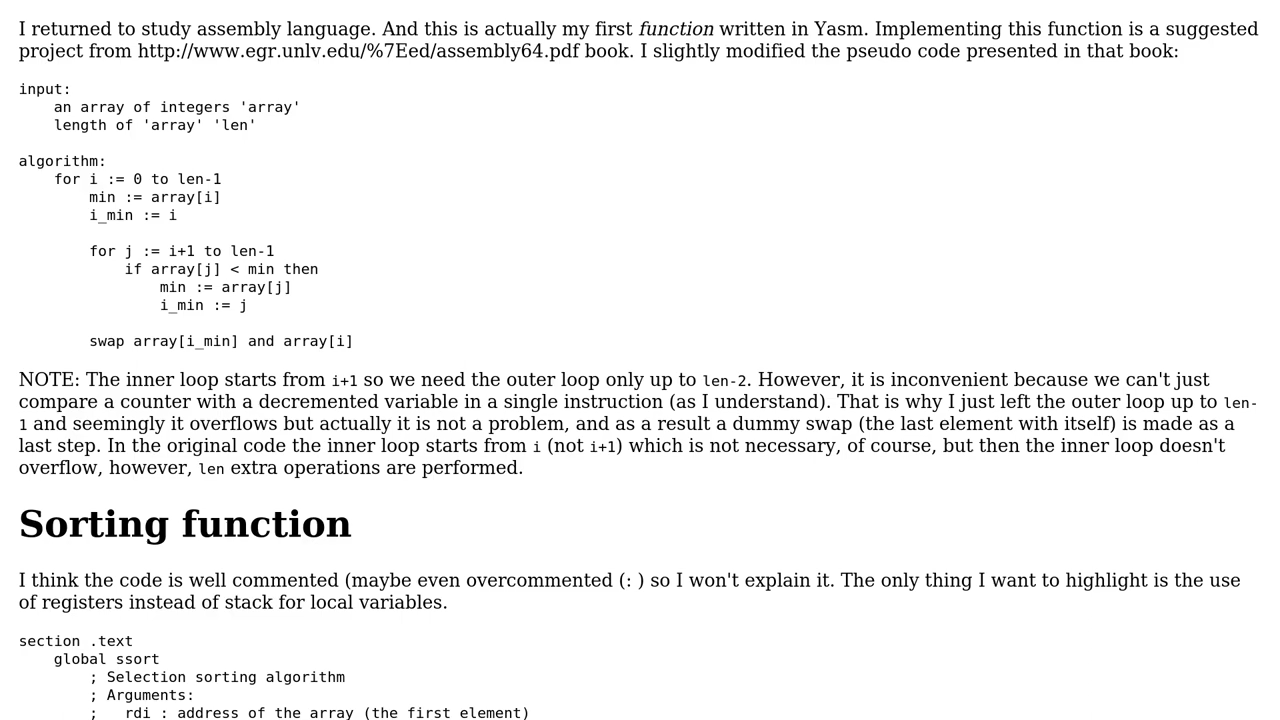 I returned to study assembly language. And this is actually my first function written in Yasm. Implementing this function is a suggested
project from http://www.egr.unlv.edu/%7Eed/assembly64.pdf book. I slightly modified the pseudo code presented in that book:
input:
    an array of integers 'array'
    length of 'array' 'len'
algorithm:
    for i := 0 to len-1
        min := array[i]
        i_min := i
        for j := i+1 to len-1
            if array[j] < min then
                min := array[j]
                i_min := j
        swap array[i_min] and array[i]
NOTE: The inner loop starts from i+1 so we need the outer loop only up to len-2. However, it is inconvenient because we can't just
compare a counter with a decremented variable in a single instruction (as I understand). That is why I just left the outer loop up to len-
1 and seemingly it overflows but actually it is not a problem, and as a result a dummy swap (the last element with itself) is made as a
last step. In the original code the inner loop starts from i (not i+1) which is not necessary, of course, but then the inner loop doesn't
overflow, however, len extra operations are performed.
Sorting function
I think the code is well commented (maybe even overcommented (: ) so I won't explain it. The only thing I want to highlight is the use
of registers instead of stack for local variables.
section .text
    global ssort
        ; Selection sorting algorithm
        ; Arguments:
        ;   rdi : address of the array (the first element)